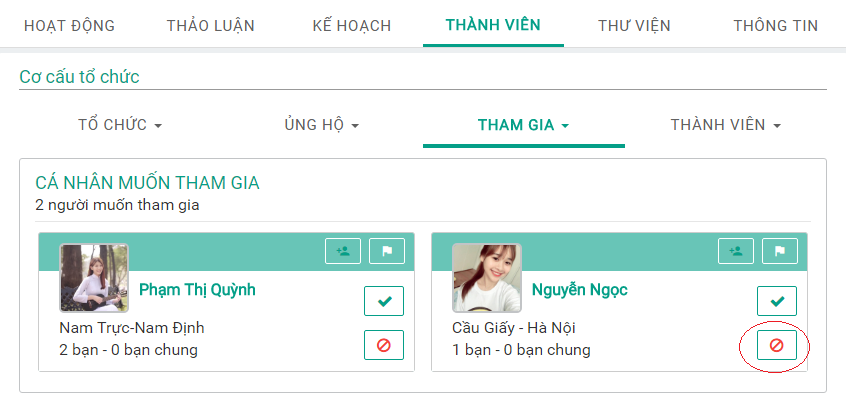 HOẠT ĐỘNG THẢO LUẬN KẾ HOẠCH THÀNH VIÊN THƯ VIỆN THÔNG TIN
Cơ cấu tổ chức
TỔ CHỨC ỦNG HỘ THAM GIA THÀNH VIÊN
CÁ NHÂN MUỐN THAM GIA
2 người muốn tham gia
Phạm Thị Quỳnh
Nam Trực-Nam Định
2 bạn - 0 bạn chung
Nguyễn Ngọc
Cầu Giấy - Hà Nội
1 bạn - 0 bạn chung